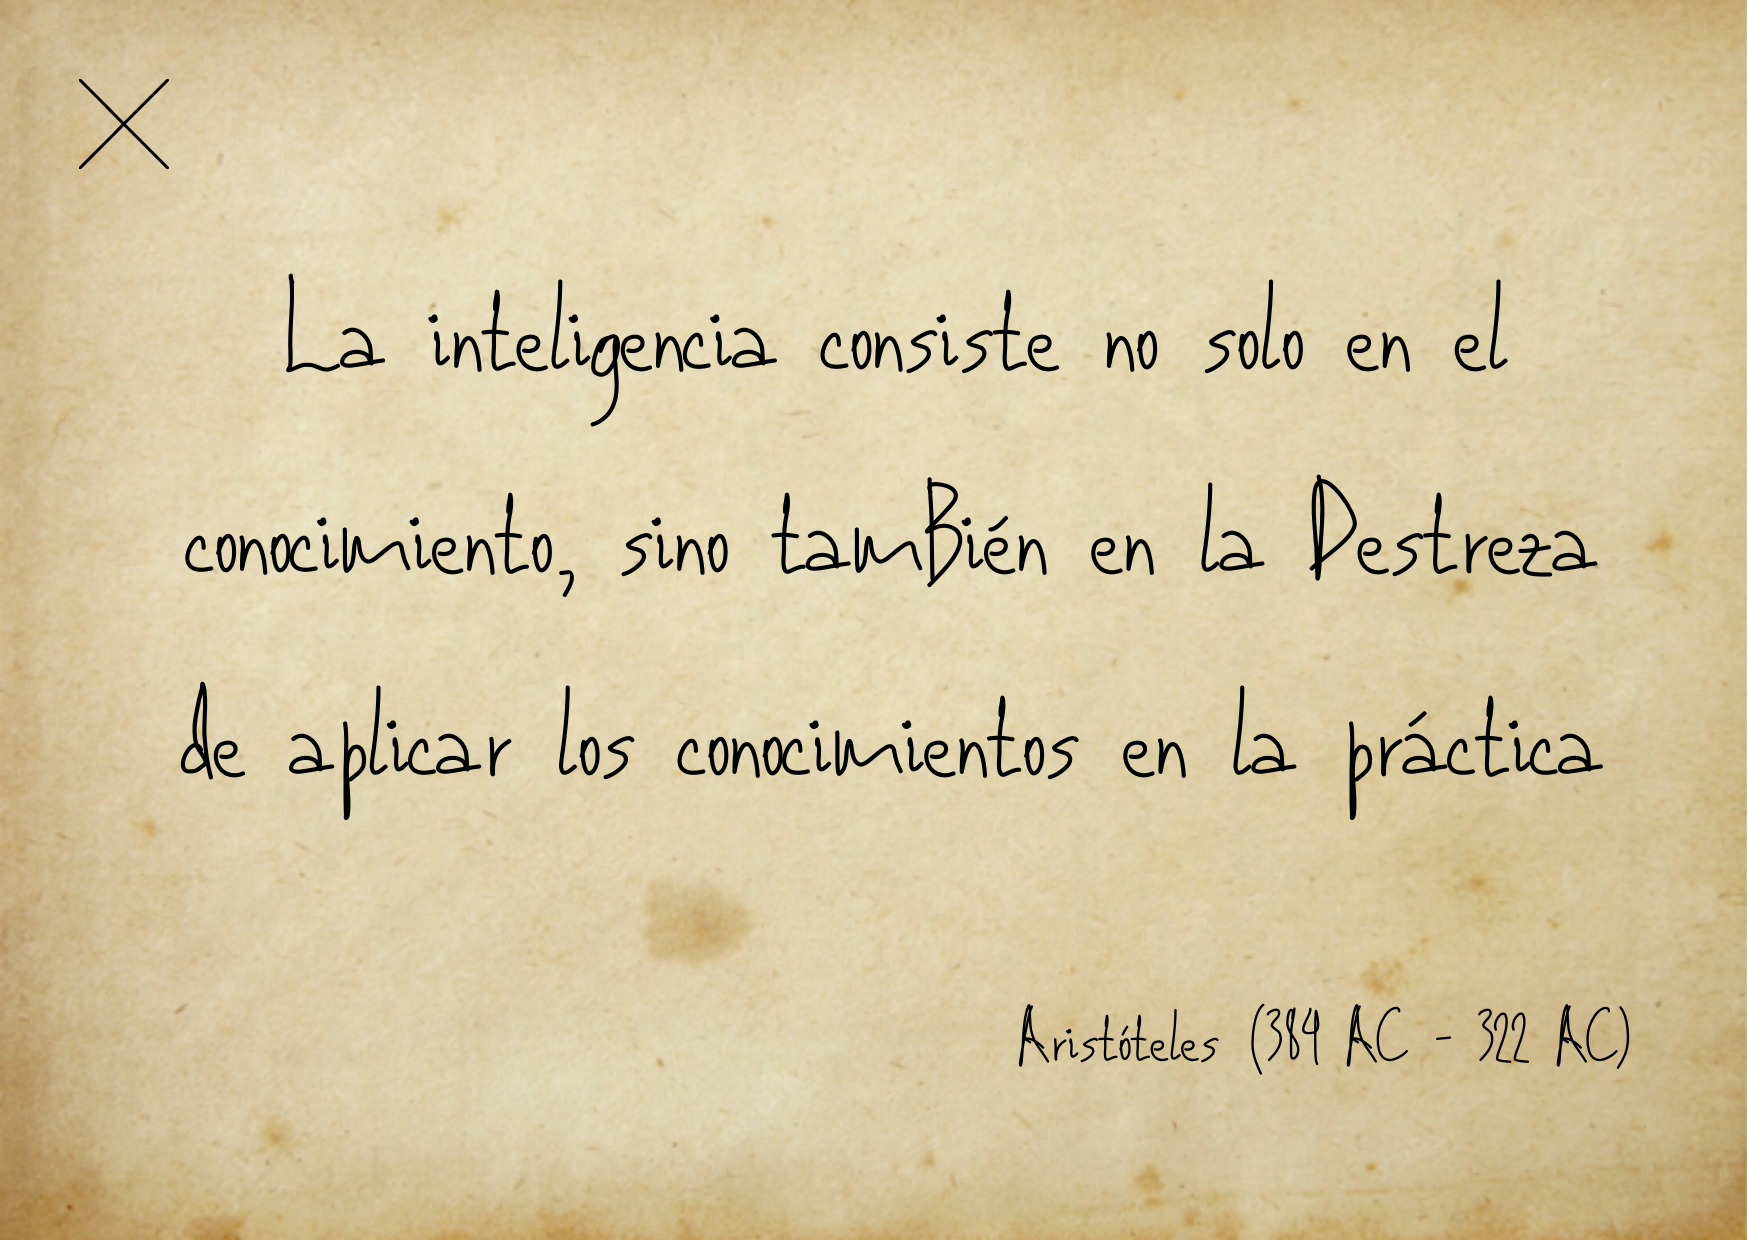 La inteligencia consiste no solo en el
conocimiento, sino tamBién en la Destreza
de aplicar los conocimientos en la práctica
Aristóteles (384 AC - 322 AC)